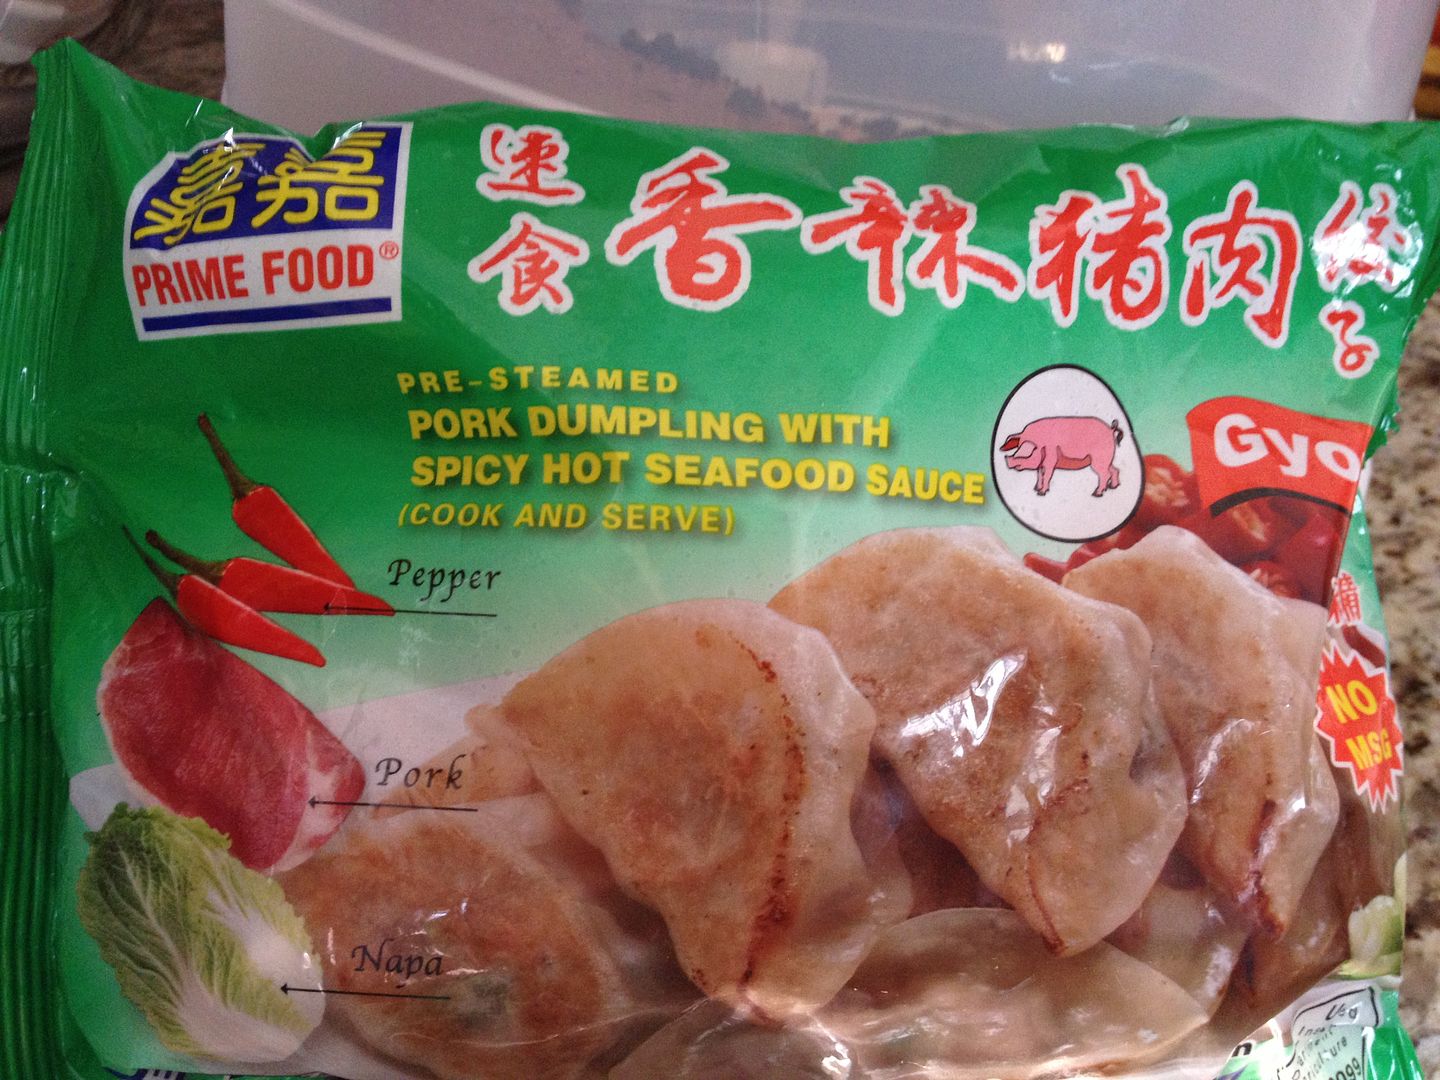 嘉嘉
PRIME FOOD®
速食
香辣猪肉
饺子
PRE-STEAMED
PORK DUMPLING WITH
SPICY HOT SEAFOOD SAUCE
(COOK AND SERVE)
Gyo
Pepper
NO
MSG
Pork
Napa